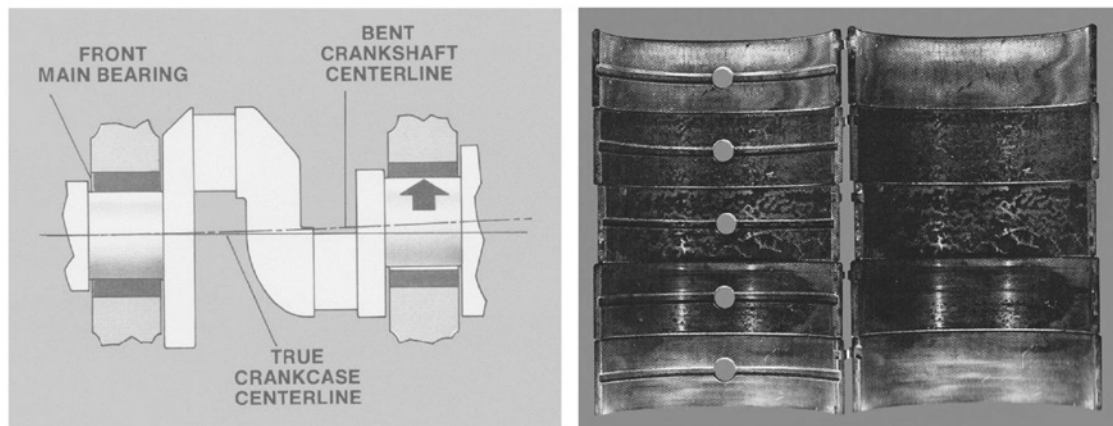 FRONT
MAIN BEARING
BENT
CRANKSHAFT
CENTERLINE
TRUE
CRANKCASE
CENTERLINE